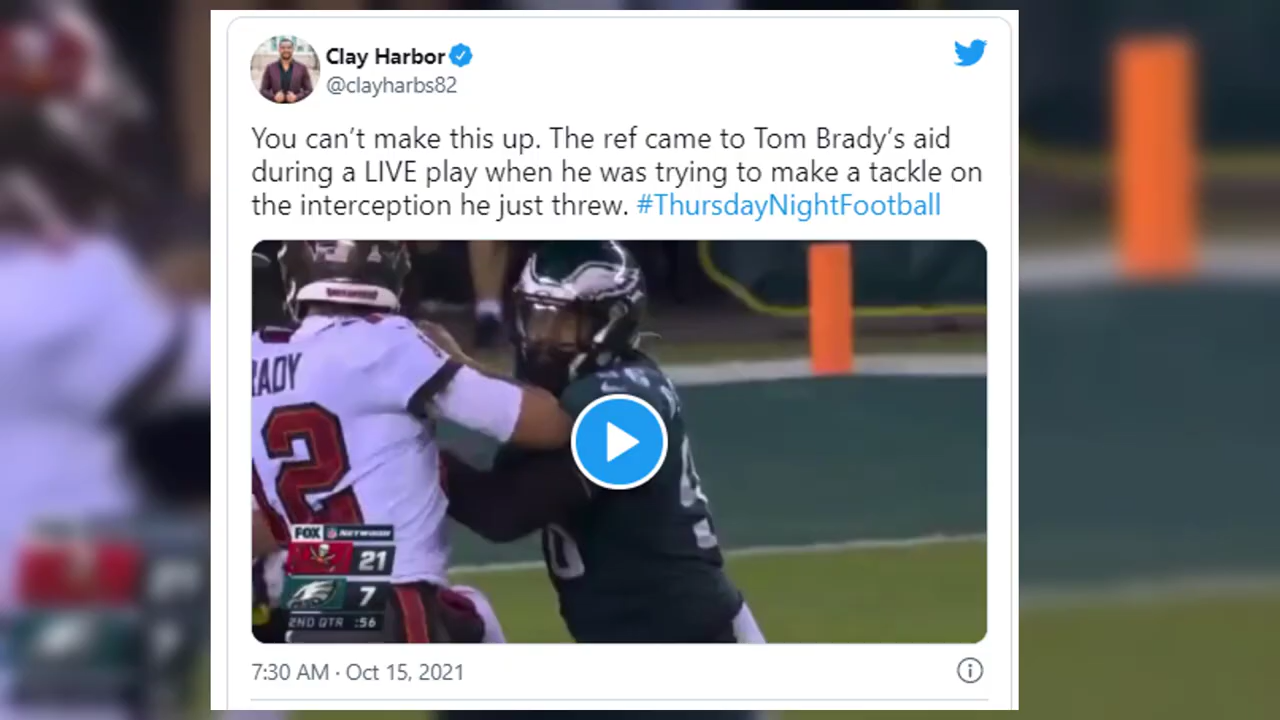 Clay Harbor
@clayharbs82
You can’t make this up. The ref came to Tom Brady’s aid
during a LIVE play when he was trying to make a tackle on
the interception he just threw. #ThursdayNightFootball
RADY
2
FOX NFL NETWORK
21
7
2ND QTR :56
7:30 AM · Oct 15, 2021